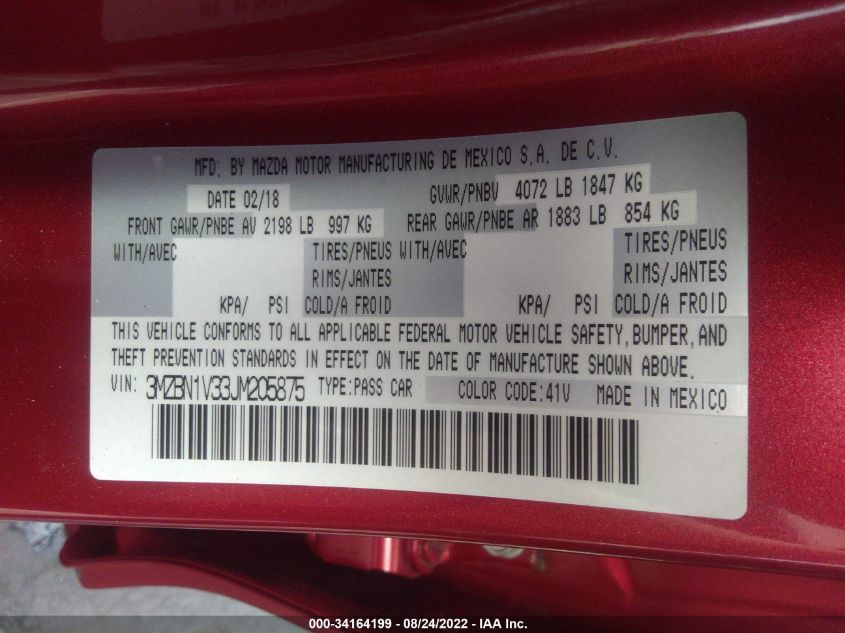 MFD. BY MAZDA MOTOR MANUFACTURING DE MEXICO S.A. DE C.V.
DATE 02/18 GVWR/PNBV 4072 LB 1847 KG
FRONT GAWR/PNBE AV 2198 LB 997 KG REAR GAWR/PNBE AR 1883 LB 854 KG
WITH/AVEC TIRES/PNEUS WITH/AVEC TIRES/PNEUS
RIMS/JANTES RIMS/JANTES
KPA/ PSI COLD/A FROID KPA/ PSI COLD/A FROID
THIS VEHICLE CONFORMS TO ALL APPLICABLE FEDERAL MOTOR VEHICLE SAFETY, BUMPER, AND
THEFT PREVENTION STANDARDS IN EFFECT ON THE DATE OF MANUFACTURE SHOWN ABOVE.
VIN: 3MZBN1V33JM205875 TYPE:PASS CAR COLOR CODE:41V MADE IN MEXICO
000-34164199 - 08/24/2022 - IAA Inc.